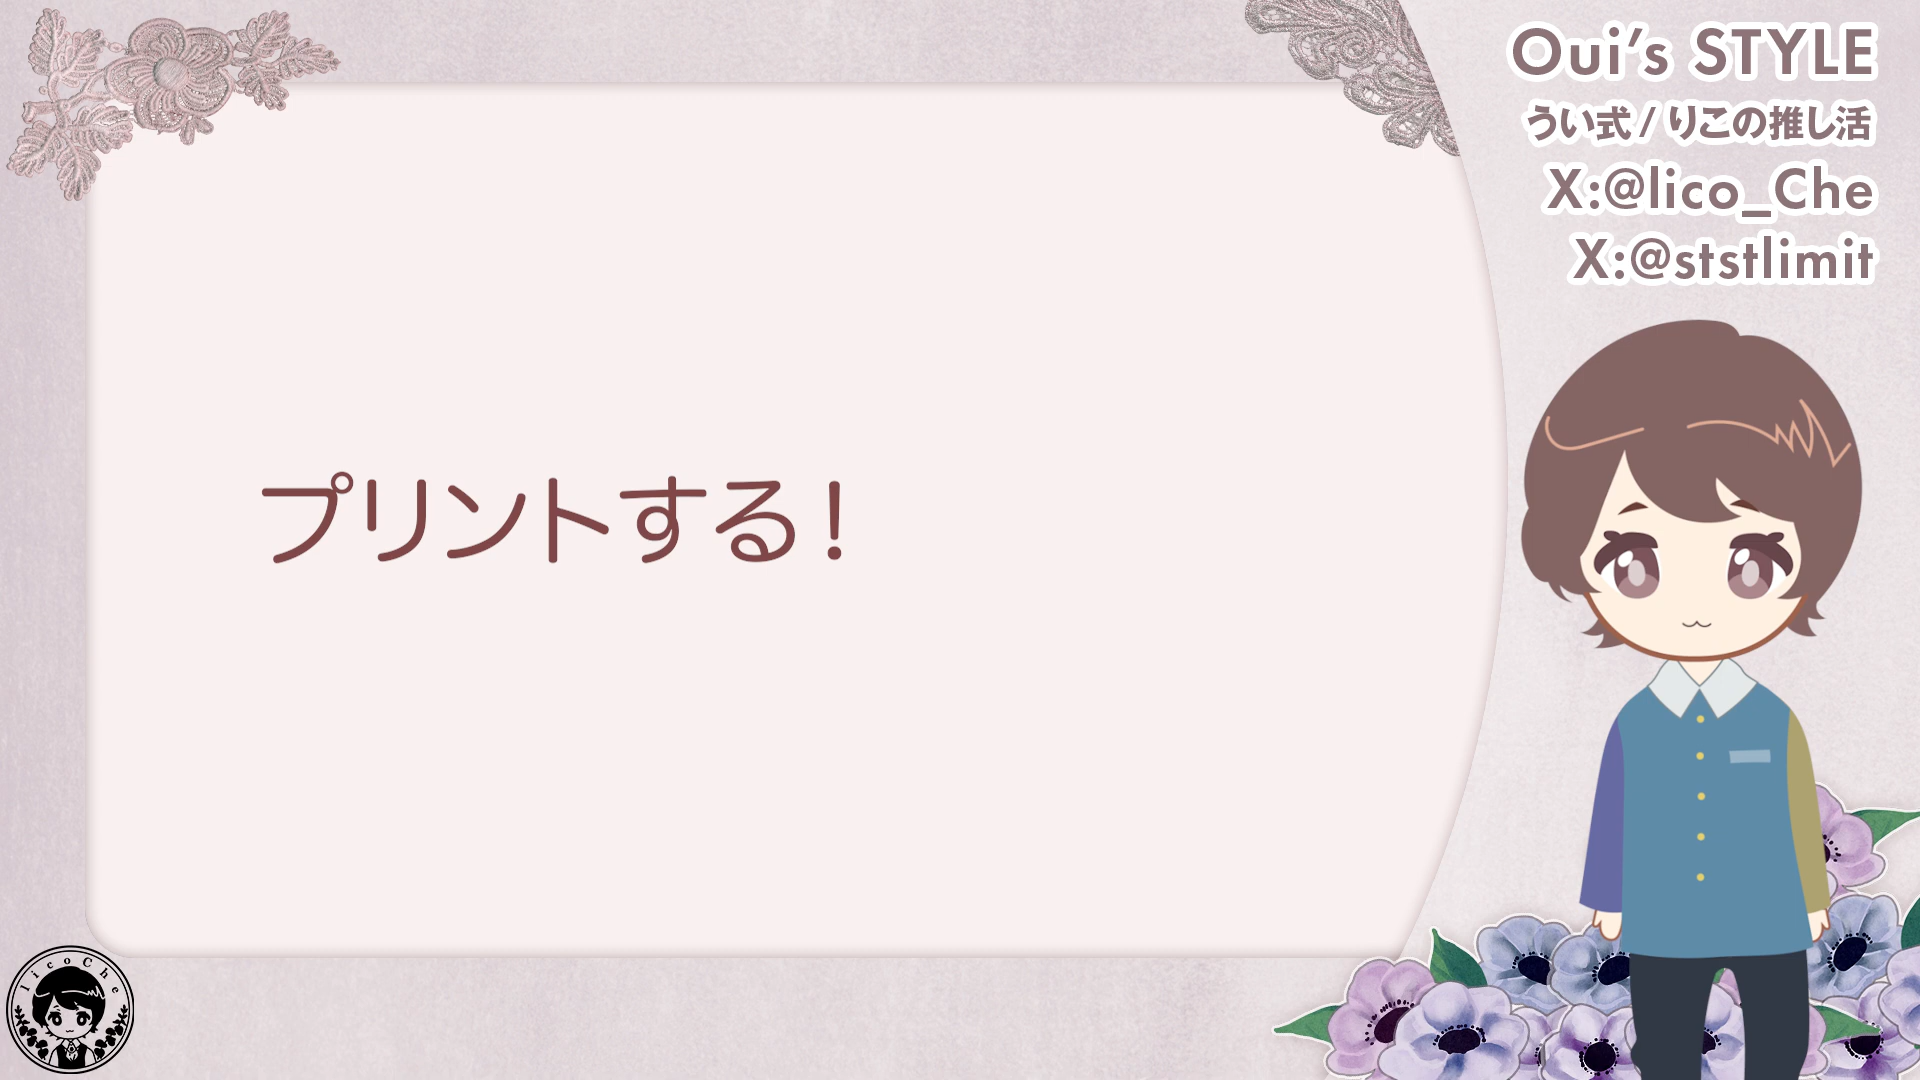 Oui's STYLE
うい式 / りこの推し活
X:@lico_Che
X:@ststlimit
プリントする!
licoChe